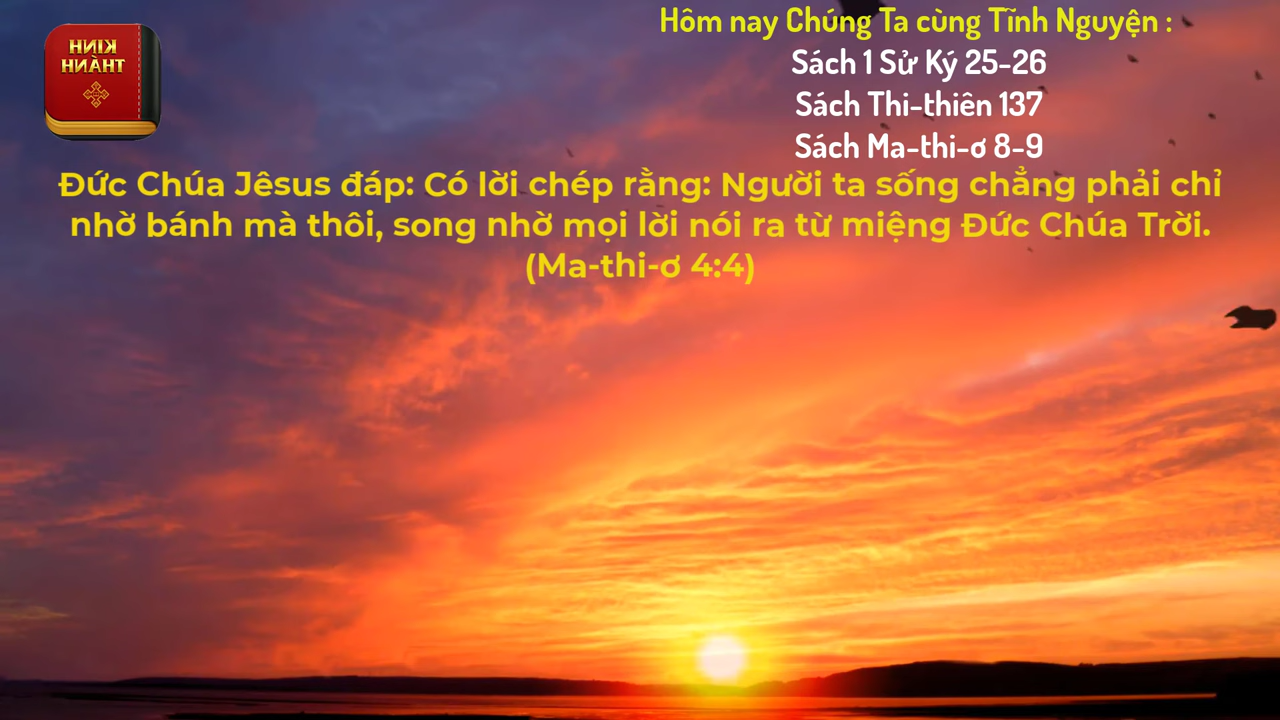 KINH
THÁNH
Hôm nay Chúng Ta cùng Tĩnh Nguyện :
Sách 1 Sử Ký 25-26
Sách Thi-thiên 137
Sách Ma-thi-ơ 8-9
Đức Chúa Jêsus đáp: Có lời chép rằng: Người ta sống chẳng phải chỉ
nhờ bánh mà thôi, song nhờ mọi lời nói ra từ miệng Đức Chúa Trời.
(Ma-thi-ơ 4:4)